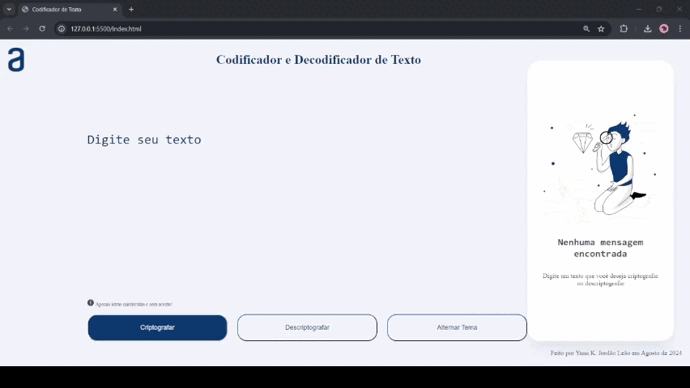 Codificador de Texto
127.0.0.1:5500/index.html
a
Codificador e Decodificador de Texto
Digite seu texto
Nenhuma mensagem
encontrada
Digite um texto que você deseja criptografar
ou descriptografar
Apenas letras minúsculas e sem acento!
Criptografar
Descriptografar
Alternar Tema
Feito por Yuna K. Jordão Leão em Agosto de 2024